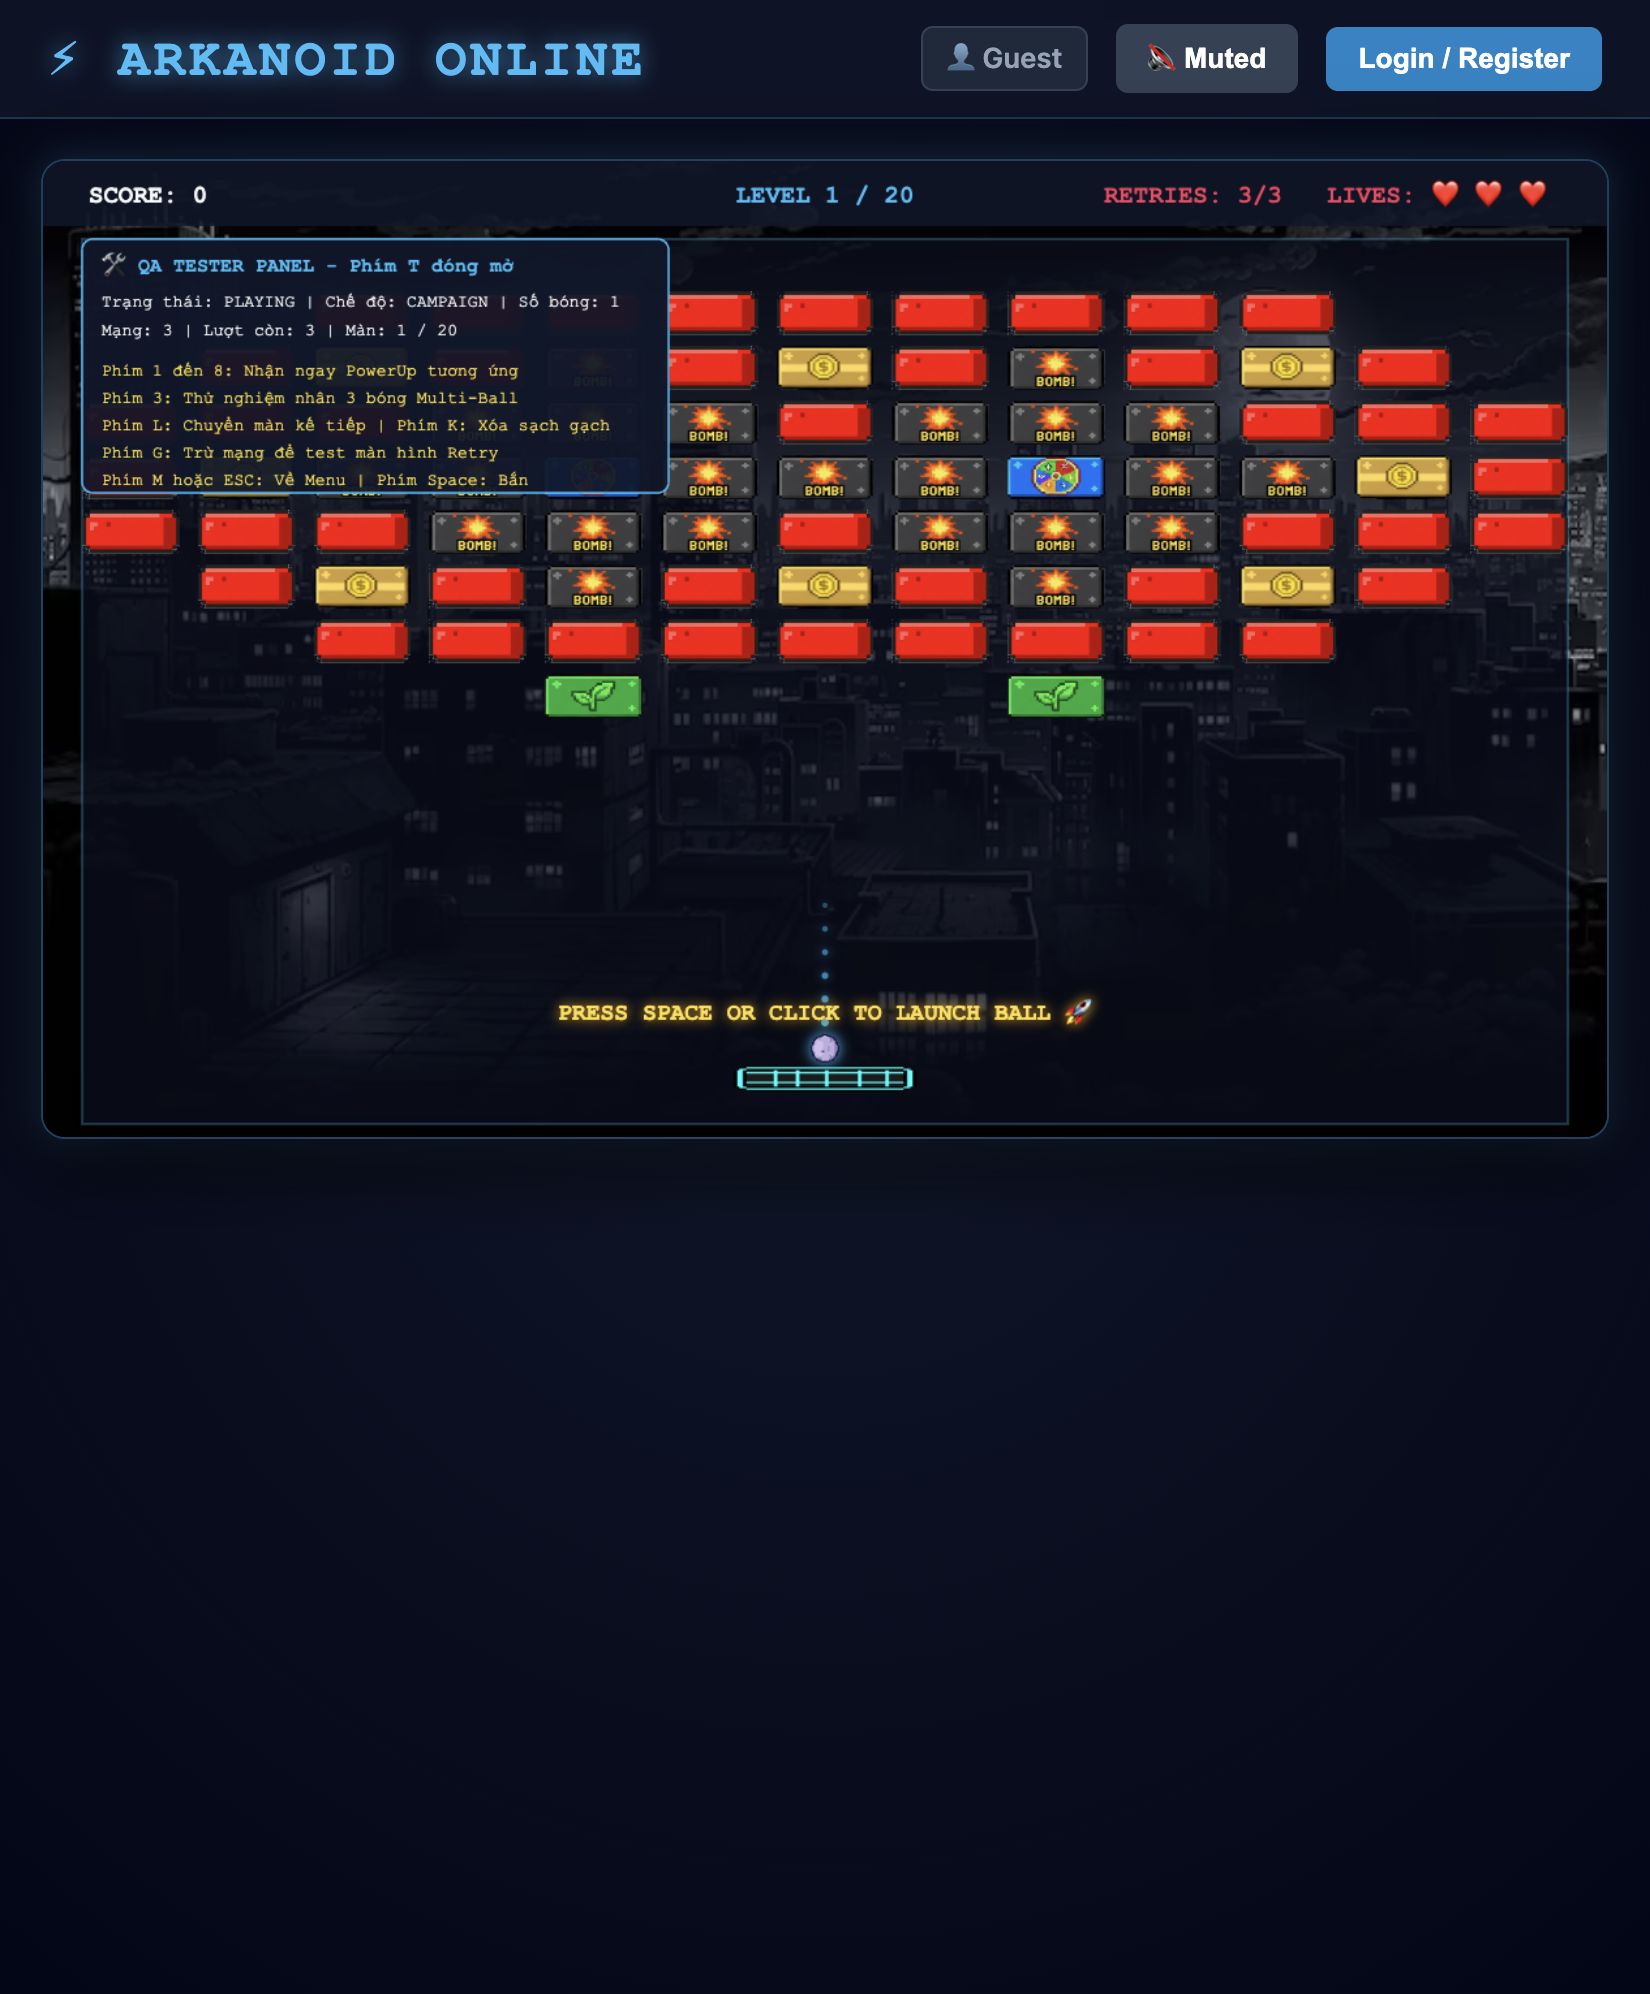 ⚡ ARKANOID ONLINE
👤 Guest
🔇 Muted
Login / Register
SCORE: 0
LEVEL 1 / 20
RETRIES: 3/3
LIVES: ❤️ ❤️ ❤️
🛠 QA TESTER PANEL - Phím T đóng mở
Trạng thái: PLAYING | Chế độ: CAMPAIGN | Số bóng: 1
Mạng: 3 | Lượt còn: 3 | Màn: 1 / 20
Phím 1 đến 8: Nhận ngay PowerUp tương ứng
Phím 3: Thử nghiệm nhân 3 bóng Multi-Ball
Phím L: Chuyển màn kế tiếp | Phím K: Xóa sạch gạch
Phím G: Trừ mạng để test màn hình Retry
Phím M hoặc ESC: Về Menu | Phím Space: Bắn
BOMB!
BOMB! BOMB! BOMB! BOMB!
BOMB! BOMB! BOMB! BOMB! BOMB!
BOMB! BOMB! BOMB! BOMB! BOMB! BOMB!
BOMB! BOMB!
PRESS SPACE OR CLICK TO LAUNCH BALL 🚀